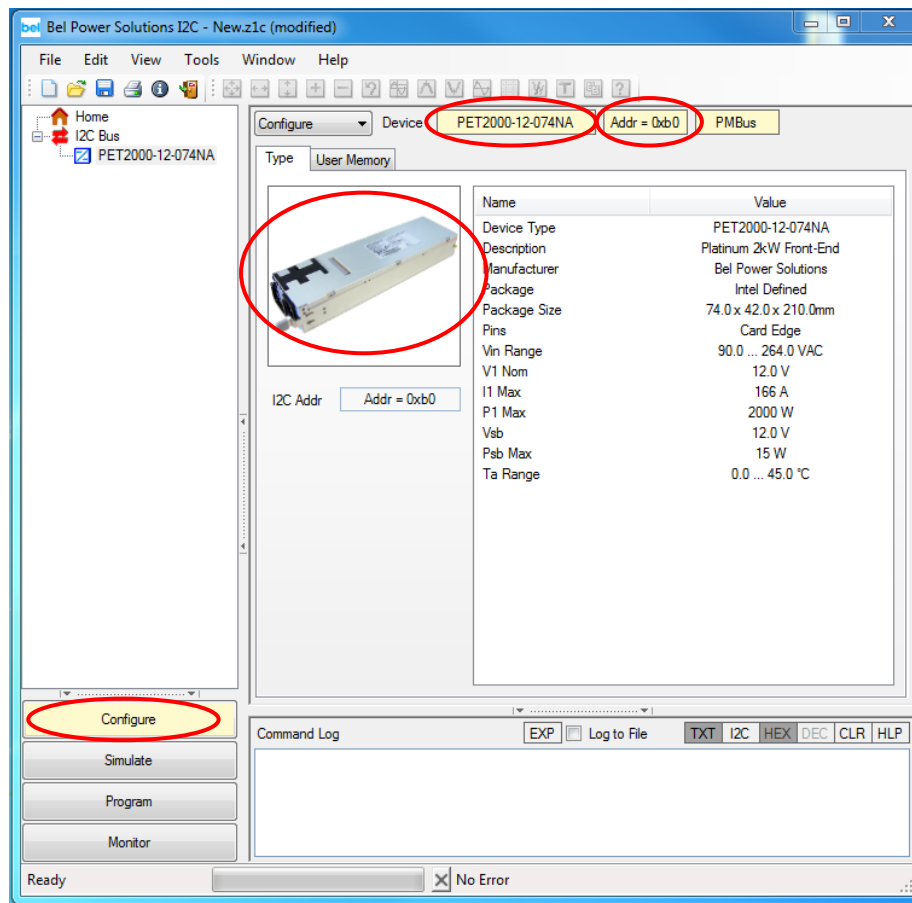 bel Bel Power Solutions I2C - New.z1c (modified)
File Edit View Tools Window Help
Home
I2C Bus
PET2000-12-074NA
Configure Device PET2000-12-074NA Addr = 0xb0 PMBus
Type User Memory
Name Value
Device Type PET2000-12-074NA
Description Platinum 2kW Front-End
Manufacturer Bel Power Solutions
Package Intel Defined
Package Size 74.0 x 42.0 x 210.0mm
Pins Card Edge
Vin Range 90.0 ... 264.0 VAC
V1 Nom 12.0 V
I1 Max 166 A
P1 Max 2000 W
Vsb 12.0 V
Psb Max 15 W
Ta Range 0.0 ... 45.0 °C
I2C Addr Addr = 0xb0
Configure
Simulate
Program
Monitor
Command Log EXP Log to File TXT I2C HEX DEC CLR HLP
Ready No Error